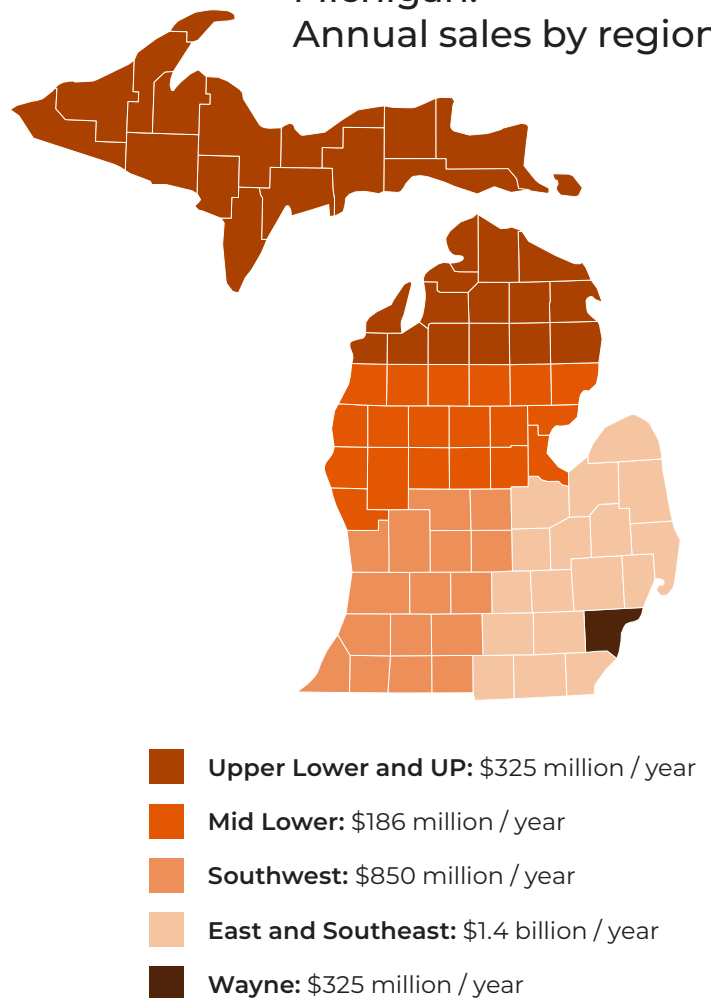 Michigan:
Annual sales by region
Upper Lower and UP: $325 million / year
Mid Lower: $186 million / year
Southwest: $850 million / year
East and Southeast: $1.4 billion / year
Wayne: $325 million / year